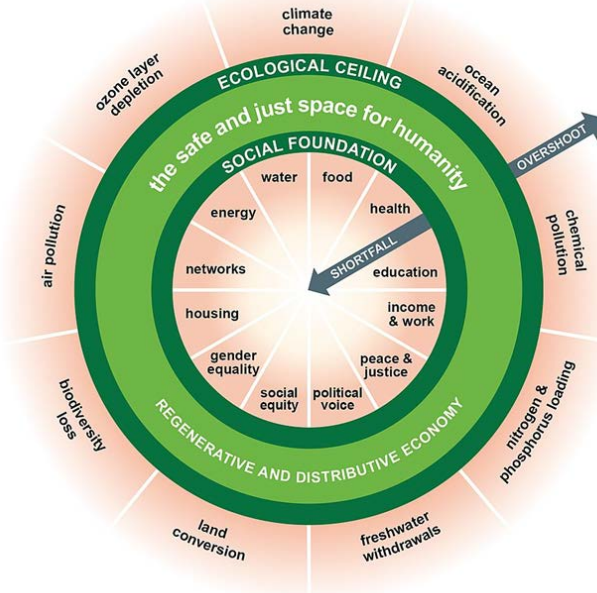 climate
change
ocean
acidification
chemical
pollution
nitrogen &
phosphorus loading
freshwater
withdrawals
land
conversion
biodiversity
loss
air pollution
ozone layer
depletion
OVERSHOOT
ECOLOGICAL CEILING
the safe and just space for humanity
SOCIAL FOUNDATION
water
food
health
SHORTFALL
education
income
& work
peace &
justice
political
voice
social
equity
gender
equality
housing
networks
energy
REGENERATIVE AND DISTRIBUTIVE ECONOMY